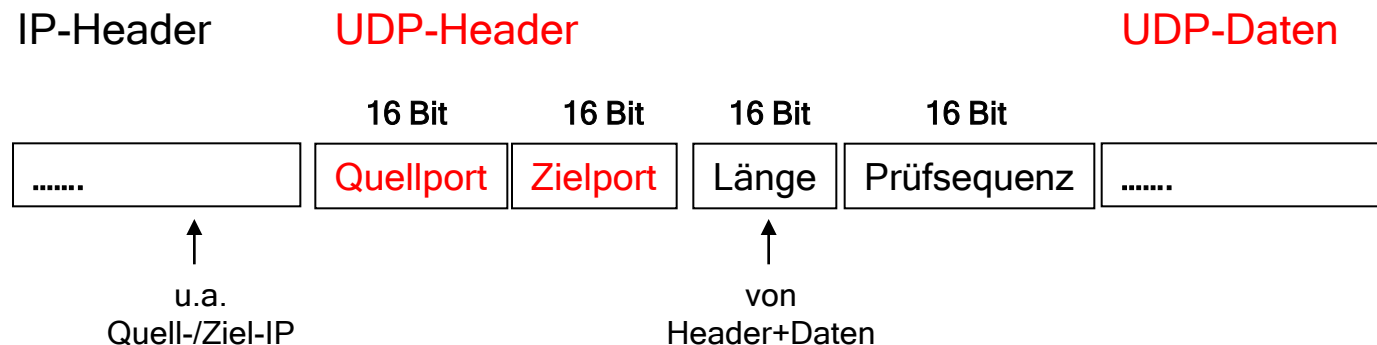 IP-Header UDP-Header UDP-Daten
16 Bit 16 Bit 16 Bit 16 Bit
....... Quellport Zielport Länge Prüfsequenz .......
u.a. von
Quell-/Ziel-IP Header+Daten